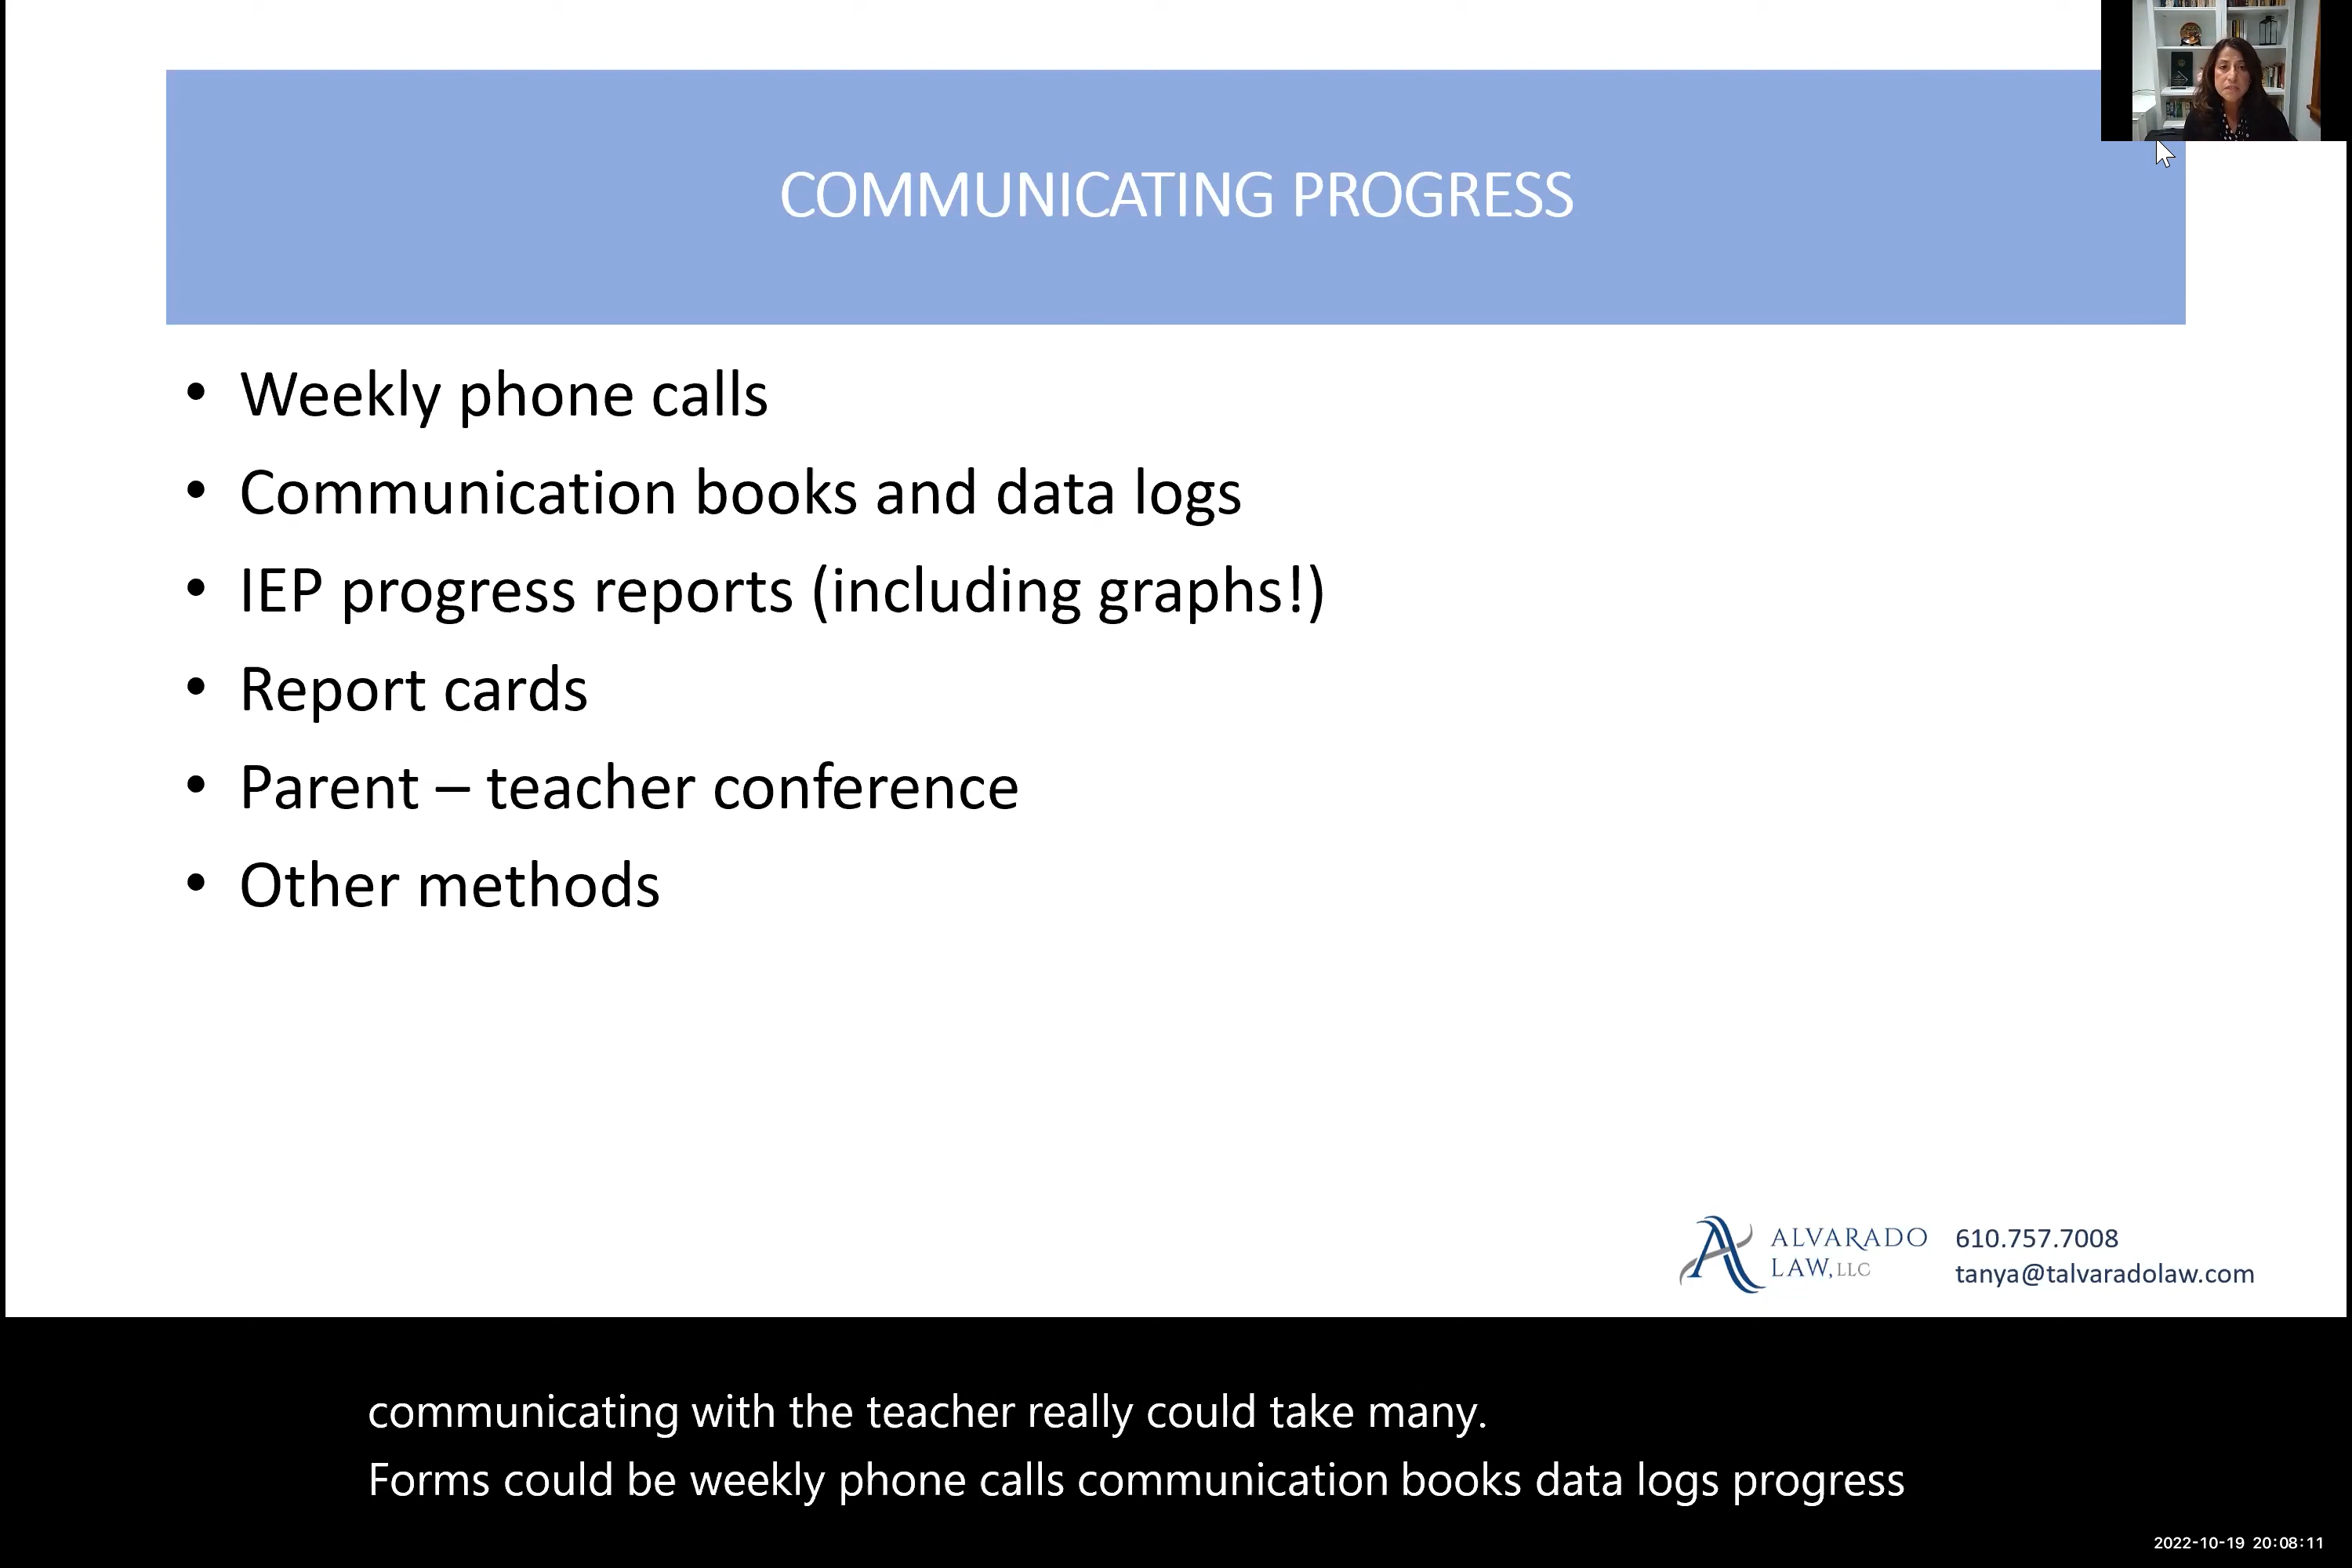 COMMUNICATING PROGRESS
• Weekly phone calls
• Communication books and data logs
• IEP progress reports (including graphs!)
• Report cards
• Parent – teacher conference
• Other methods
ALVARADO
LAW, LLC
610.757.7008
tanya@talvaradolaw.com
communicating with the teacher really could take many.
Forms could be weekly phone calls communication books data logs progress
2022-10-19 20:08:11